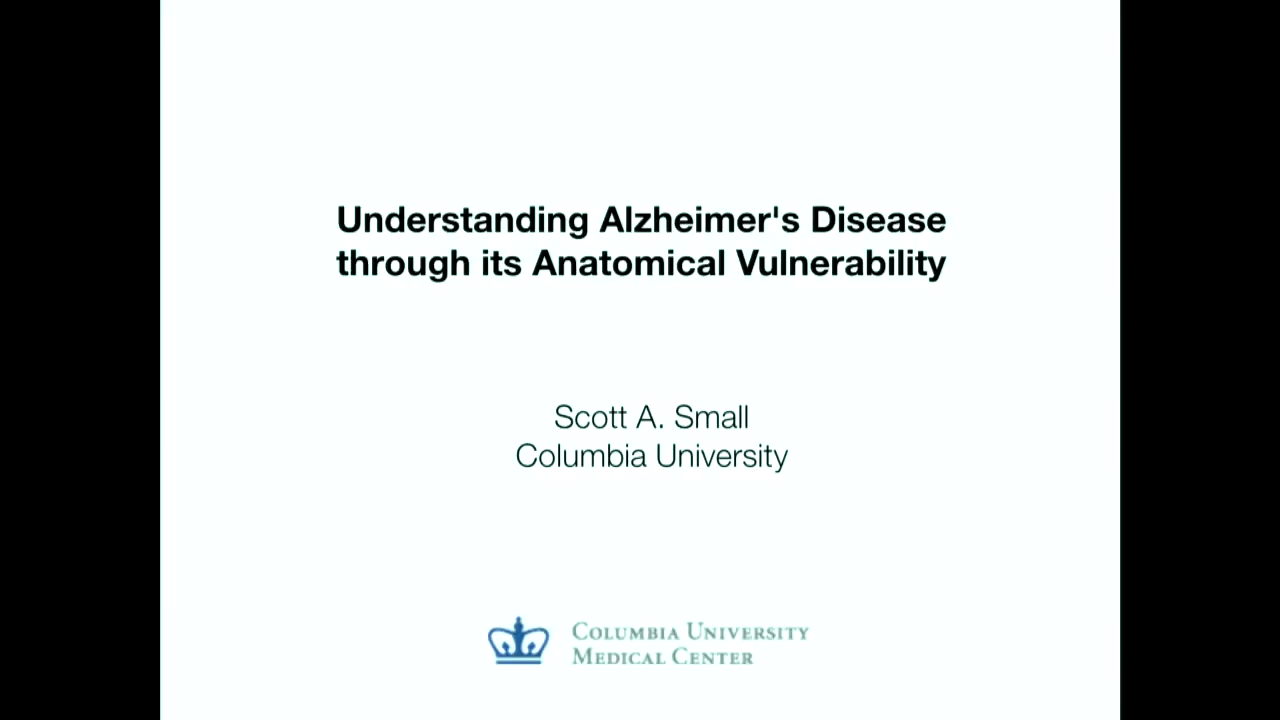 Understanding Alzheimer's Disease
through its Anatomical Vulnerability
Scott A. Small
Columbia University
COLUMBIA UNIVERSITY
MEDICAL CENTER